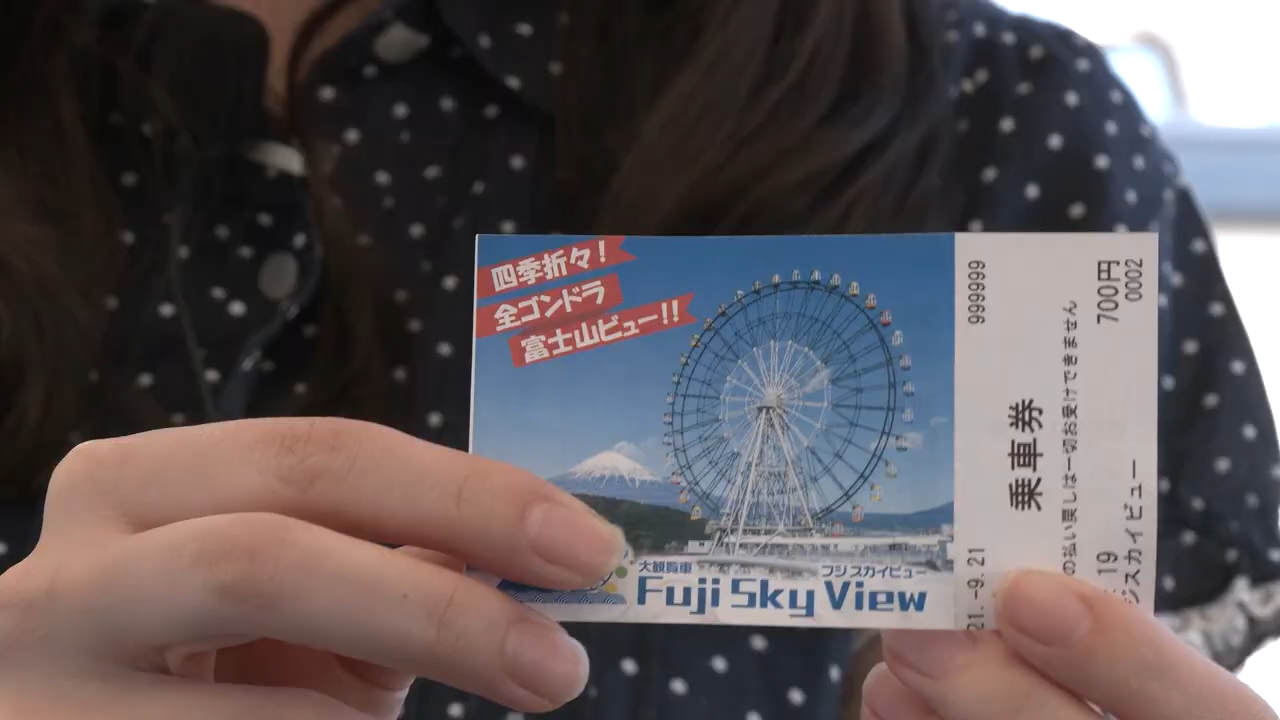 四季折々!
全ゴンドラ
富士山ビュー!!
大観覧車
フジスカイビュー
Fuji Sky View
999999
21.-9.21
乗車券
の払い戻しは一切お受けできません
700円
0002
:19
ジスカイビュー